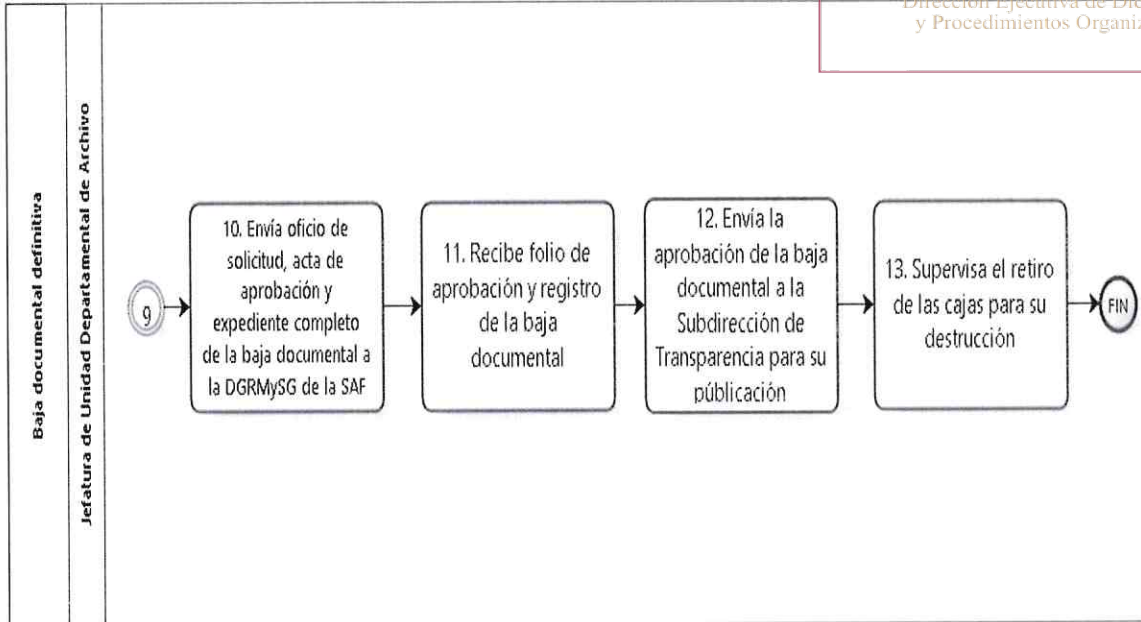 Dirección Ejecutiva de
y Procedimientos
Baja documental definitiva
Jefatura de Unidad Departamental de Archivo
9
10. Envía oficio de
solicitud, acta de
aprobación y
expediente completo
de la baja documental a
la DGRMySG de la SAF
11. Recibe folio de
aprobación y registro
de la baja
documental
12. Envía la
aprobación de la baja
documental a la
Subdirección de
Transparencia para su
públicación
13. Supervisa el retiro
de las cajas para su
destrucción
FIN